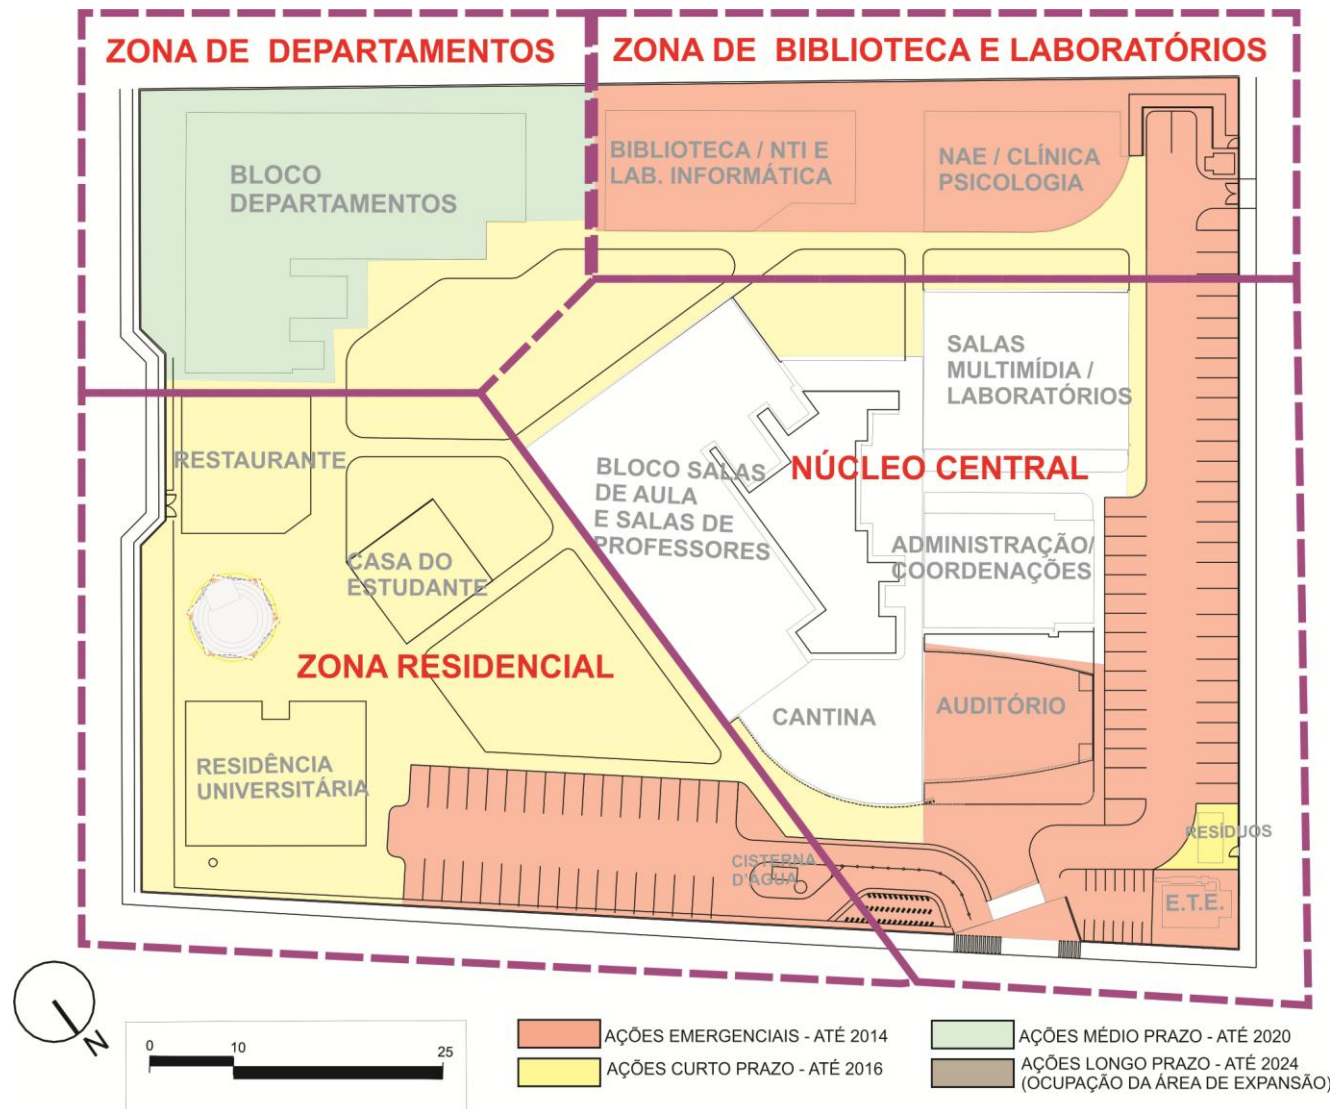 ZONA DE DEPARTAMENTOS
ZONA DE BIBLIOTECA E LABORATÓRIOS
BLOCO
DEPARTAMENTOS
BIBLIOTECA / NTI E
LAB. INFORMÁTICA
NAE / CLÍNICA
PSICOLOGIA
SALAS
MULTIMÍDIA /
LABORATÓRIOS
RESTAURANTE
BLOCO SALAS
DE AULA
E SALAS DE
PROFESSORES
NÚCLEO CENTRAL
CASA DO
ESTUDANTE
ADMINISTRAÇÃO/
COORDENAÇÕES
ZONA RESIDENCIAL
CANTINA
AUDITÓRIO
RESIDÊNCIA
UNIVERSITÁRIA
RESÍDUOS
CISTERNA
D'ÁGUA
E.T.E.
N
0 10 25
AÇÕES EMERGENCIAIS - ATÉ 2014
AÇÕES CURTO PRAZO - ATÉ 2016
AÇÕES MÉDIO PRAZO - ATÉ 2020
AÇÕES LONGO PRAZO - ATÉ 2024
(OCUPAÇÃO DA ÁREA DE EXPANSÃO)